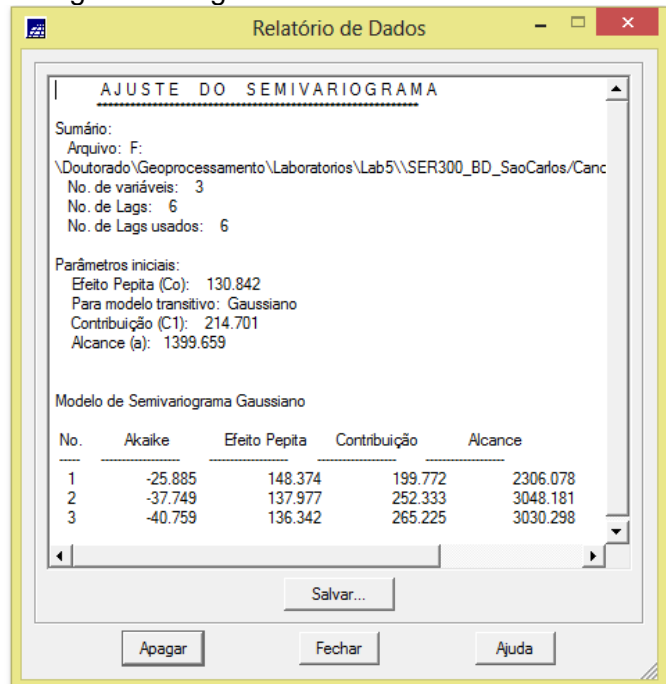 Relatório de Dados
AJUSTE DO SEMIVARIOGRAMA
Sumário:
Arquivo: F:
\Doutorado\Geoprocessamento\Laboratorios\Lab5\\SER300_BD_SaoCarlos/Canc
No. de variáveis: 3
No. de Lags: 6
No. de Lags usados: 6
Parâmetros iniciais:
Efeito Pepita (Co): 130.842
Para modelo transitivo: Gaussiano
Contribuição (C1): 214.701
Alcance (a): 1399.659
Modelo de Semivariograma Gaussiano
No. Akaike Efeito Pepita Contribuição Alcance
1 -25.885 148.374 199.772 2306.078
2 -37.749 137.977 252.333 3048.181
3 -40.759 136.342 265.225 3030.298
Salvar...
Apagar Fechar Ajuda